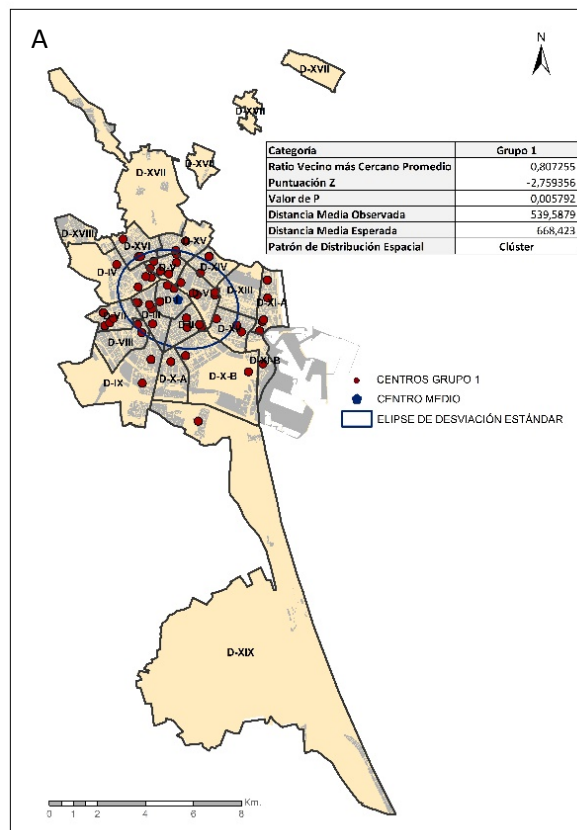 A
N
D-XVII
D-XVII
D-XVII
D-XVII
Categoría Grupo 1
Ratio Vecino más Cercano Promedio 0,807255
Puntuación Z -2,759356
Valor de P 0,005792
Distancia Media Observada 539,5879
Distancia Media Esperada 668,423
Patrón de Distribución Espacial Clúster
D-XVIII
D-XVI
D-XV
D-IV
D-V
D-XIV
D-XIII
D-XI-A
D-III
D-VII
D-VIII
D-XI-B
D-IX
D-X-A
D-X-B
CENTROS GRUPO 1
CENTRO MEDIO
ELIPSE DE DESVIACIÓN ESTÁNDAR
D-XIX
0 2 4 6 8 Km.